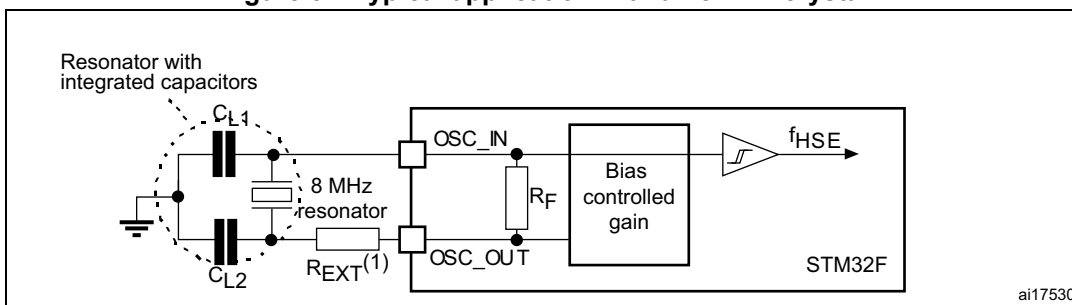 Resonator with
integrated capacitors
CL1
OSC_IN
fHSE
8 MHz
resonator
RF
Bias
controlled
gain
REXT(1)
OSC_OUT
CL2
STM32F
ai17530